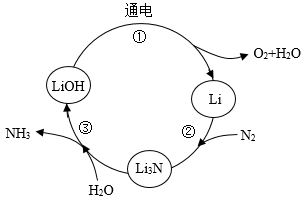 通电
①
O₂+H₂O
LiOH
Li
②
N₂
③
NH₃
Li₃N
H₂O